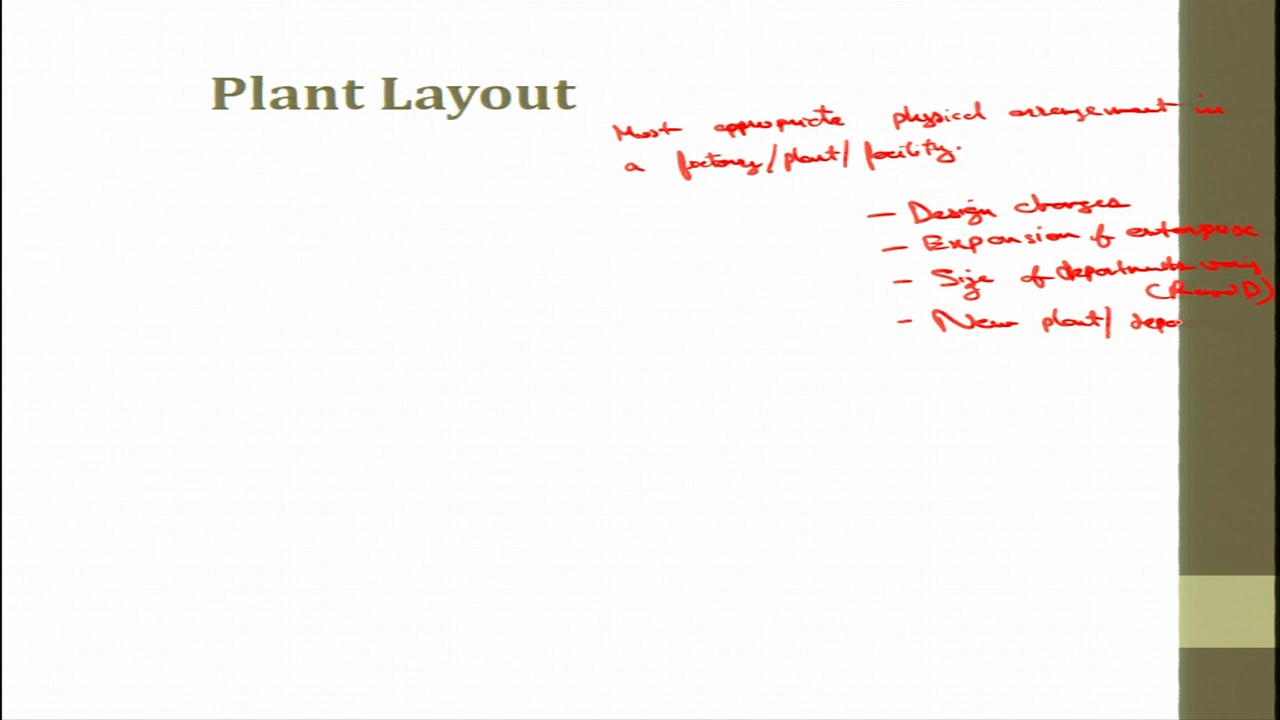 Plant Layout
Most appropriate physical arrangement in
a factory/plant/facility.
— Design changes
— Expansion of enterprise
— Size of departments vary
(R and D)
- New plant/ depa